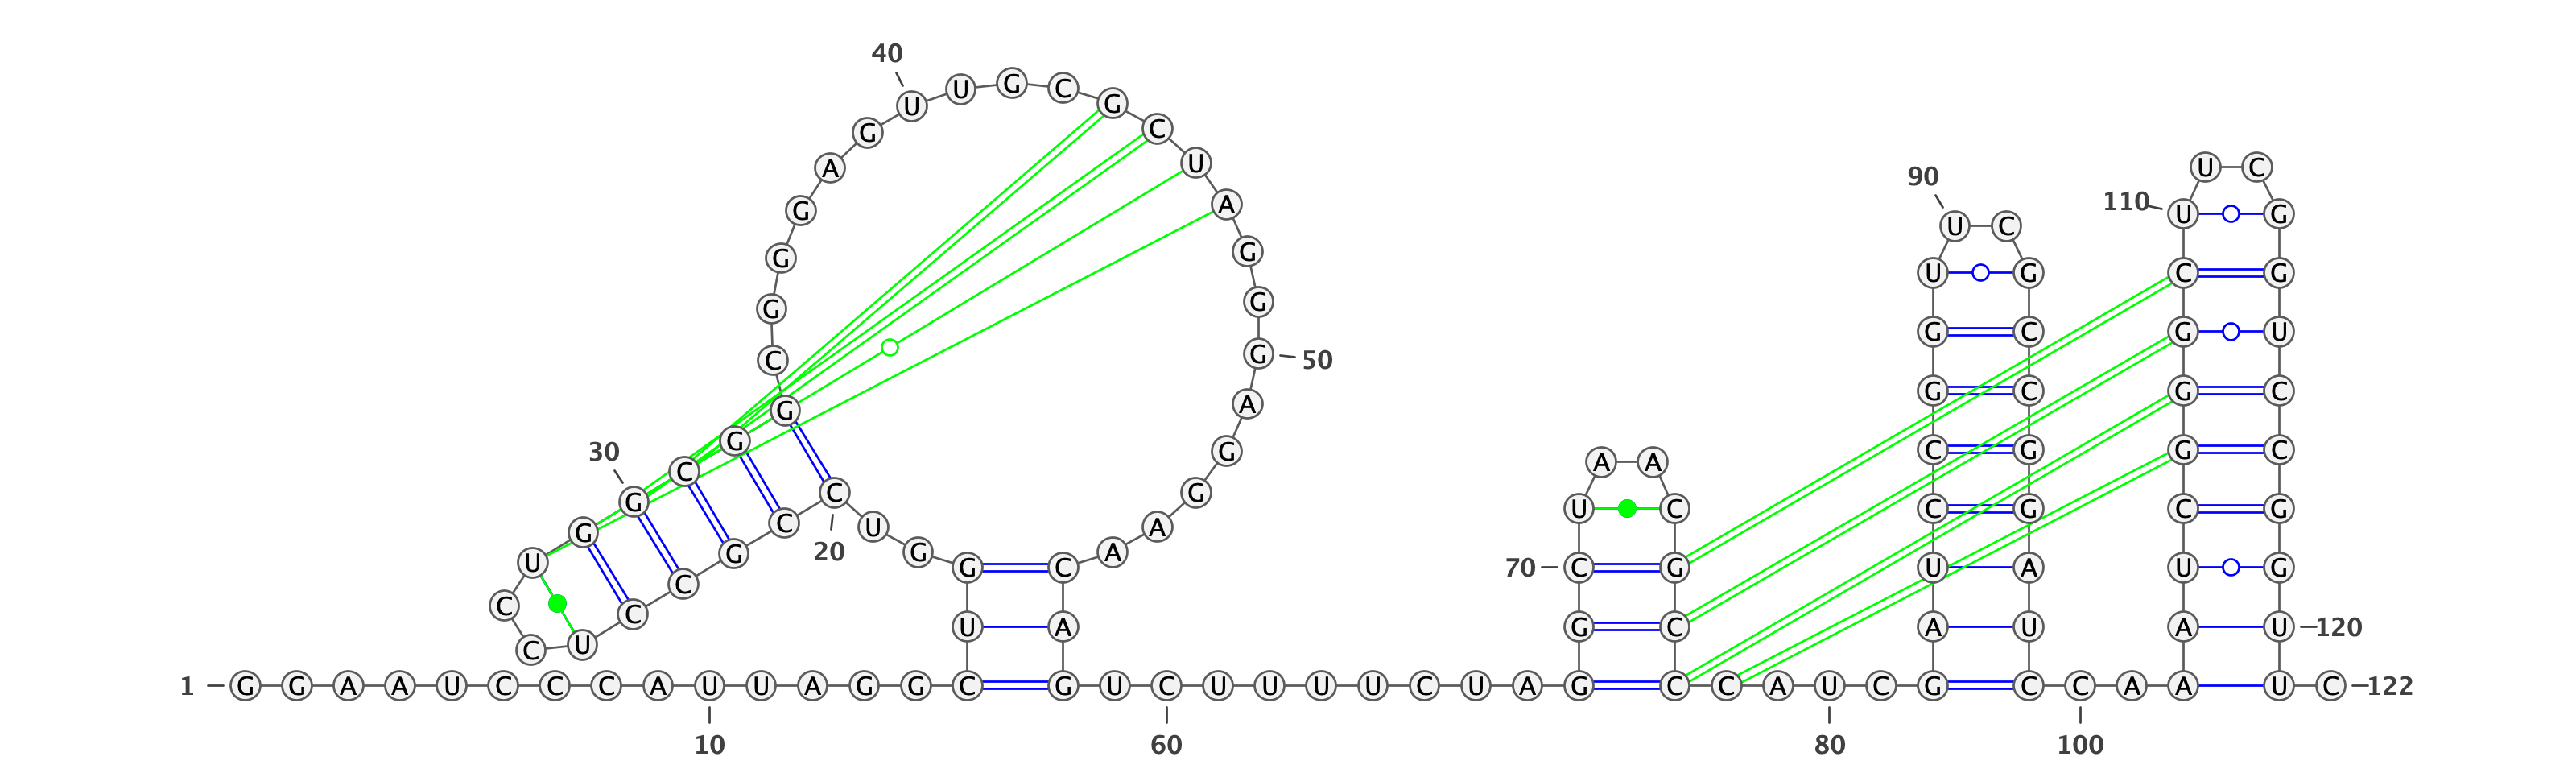 1
G G A A U C C C A U U A G G C
10
U G G U C
20
C G C C U C C U G G
30
C G G C G G G A G U
40
U G C G C U A G G G
50
A G G A A C A G U C
60
U U U U C U A G G C
70
U A A C G C C C A U
80
C G A U C C G G U U
90
C G C C G G A U C C
100
A A A U C G G G C U
110
U C G G U C C G G U
120
U C
122